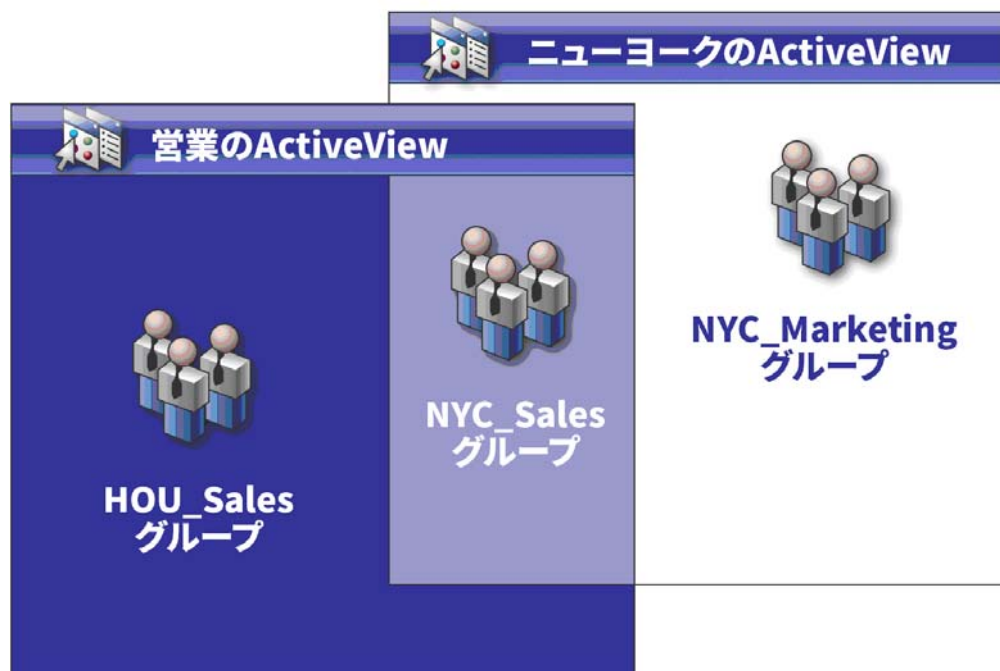 ニューヨークのActiveView
営業のActiveView
NYC_Marketing
グループ
NYC_Sales
グループ
HOU_Sales
グループ